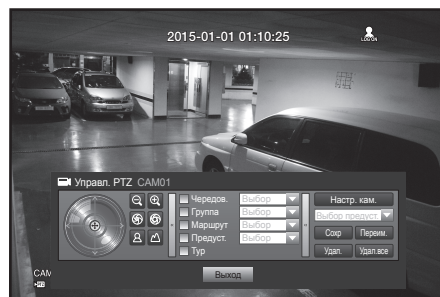 2015-01-01 01:10:25
LOG ON
Управл. PTZ CAM01
Чередов. Выбор
Группа Выбор
Маршрут Выбор
Предуст. Выбор
Тур
Настр. кам.
Выбор предуст.
Сохр Переим.
Удал. Удал.все
Выход
CAM